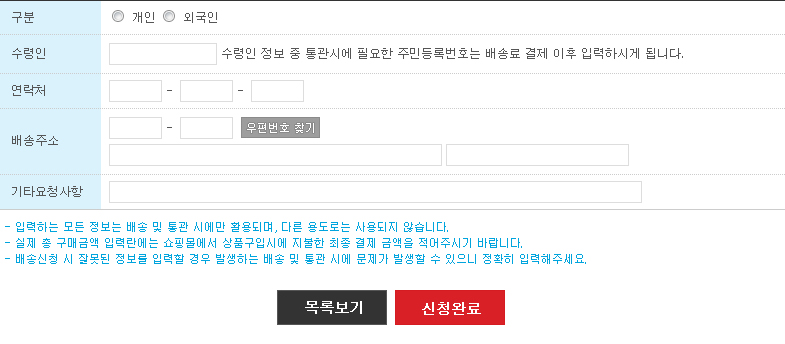 구분 개인 외국인
수령인 수령인 정보 중 통관시에 필요한 주민등록번호는 배송료 결제 이후 입력하시게 됩니다.
연락처 - -
배송주소 - 우편번호 찾기
기타요청사항
- 입력하는 모든 정보는 배송 및 통관 시에만 활용되며, 다른 용도로는 사용되지 않습니다.
- 실제 총 구매금액 입력란에는 쇼핑몰에서 상품구입시에 지불한 최종 결제 금액을 적어주시기 바랍니다.
- 배송신청 시 잘못된 정보를 입력할 경우 발생하는 배송 및 통관 시에 문제가 발생할 수 있으니 정확히 입력해주세요.
목록보기 신청완료